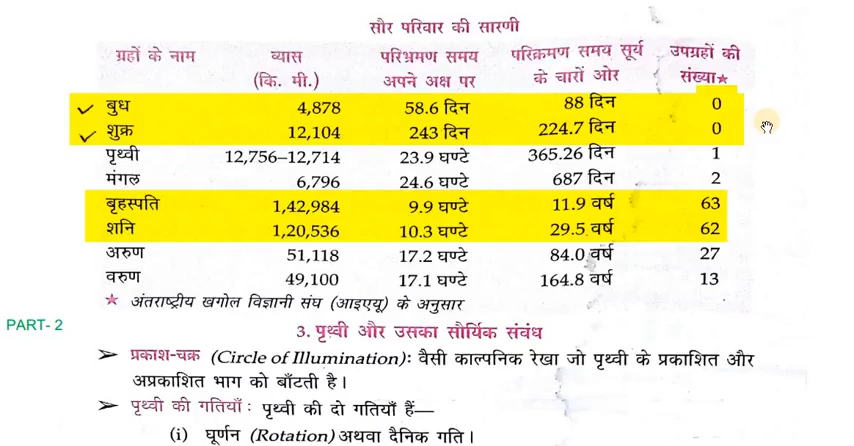 सौर परिवार की सारणी
ग्रहों के नाम व्यास परिभ्रमण समय परिक्रमण समय सूर्य उपग्रहों की
(कि. मी.) अपने अक्ष पर के चारों ओर संख्या★
बुध 4,878 58.6 दिन 88 दिन 0
शुक्र 12,104 243 दिन 224.7 दिन 0
पृथ्वी 12,756–12,714 23.9 घण्टे 365.26 दिन 1
मंगल 6,796 24.6 घण्टे 687 दिन 2
बृहस्पति 1,42,984 9.9 घण्टे 11.9 वर्ष 63
शनि 1,20,536 10.3 घण्टे 29.5 वर्ष 62
अरुण 51,118 17.2 घण्टे 84.0 वर्ष 27
वरुण 49,100 17.1 घण्टे 164.8 वर्ष 13
★ अंतराष्ट्रीय खगोल विज्ञानी संघ (आइएयू) के अनुसार
PART- 2
3. पृथ्वी और उसका सौर्यिक संबंध
➢ प्रकाश-चक्र (Circle of Illumination): वैसी काल्पनिक रेखा जो पृथ्वी के प्रकाशित और
अप्रकाशित भाग को बाँटती है।
➢ पृथ्वी की गतियाँ: पृथ्वी की दो गतियाँ हैं—
(i) घूर्णन (Rotation) अथवा दैनिक गति।